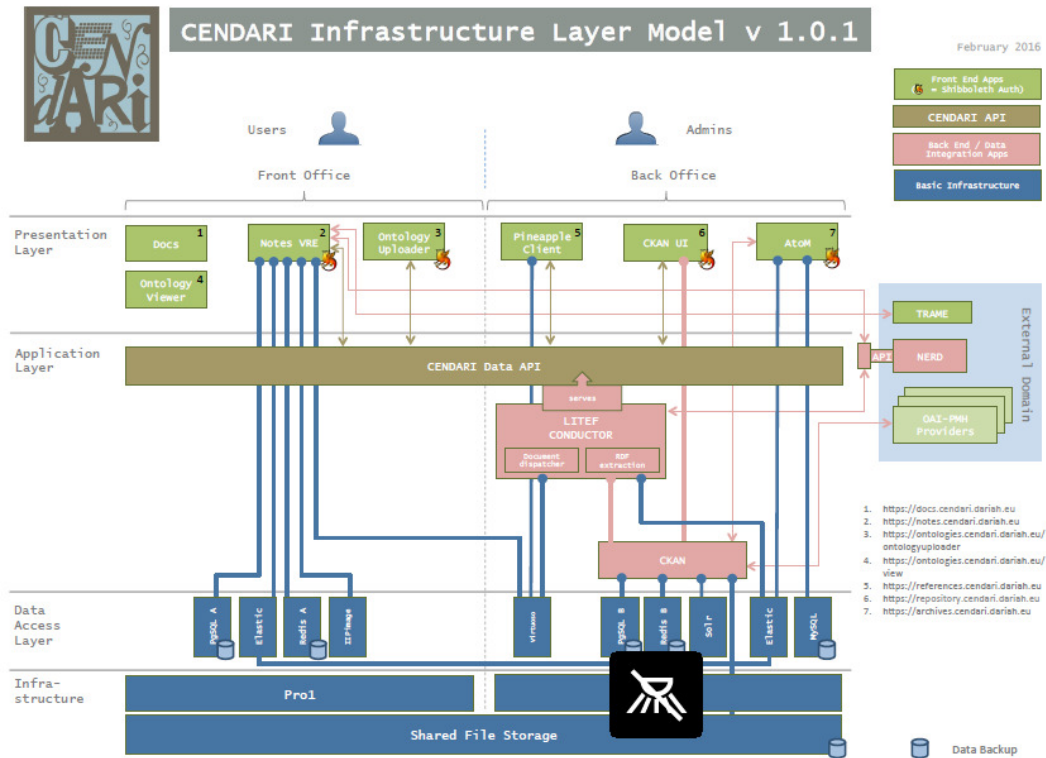 CENDARI
CENDARI Infrastructure Layer Model v 1.0.1
February 2016
Front End Apps
= Shibboleth Auth)
CENDARI API
Back End / Data
Integration Apps
Basic Infrastructure
Users
Admins
Front Office
Back Office
Presentation
Layer
Docs
1
Notes VRE
2
Ontology
Uploader
3
Pineapple
Client
5
CKAN UI
6
AtoM
7
Ontology
Viewer
4
TRAME
API
NERD
OAI-PMH
Providers
External Domain
Application
Layer
CENDARI Data API
serves
LITEF
CONDUCTOR
Document
dispatcher
RDF
extraction
CKAN
1. https://docs.cendari.dariah.eu
2. https://notes.cendari.dariah.eu
3. https://ontologies.cendari.dariah.eu/
ontologyuploader
4. https://ontologies.cendari.dariah.eu/
view
5. https://references.cendari.dariah.eu
6. https://repository.cendari.dariah.eu
7. https://archives.cendari.dariah.eu
Data
Access
Layer
PgSQL A
Elastic
Redis A
IIPimage
Virtuoso
PgSQL B
Redis B
Solr
Elastic
MySQL
Infra-
structure
Pro1
Shared File Storage
Data Backup